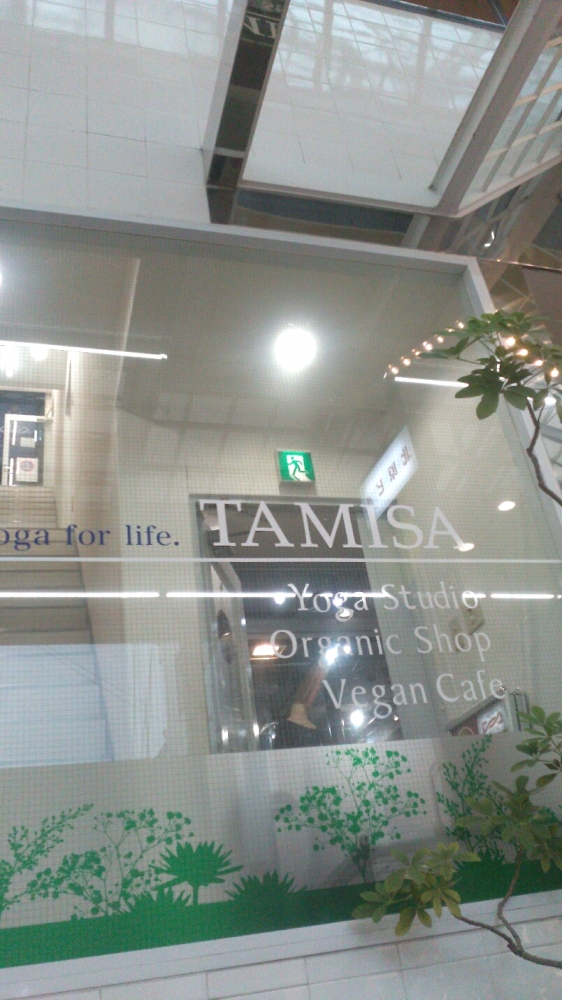 oga for life.
TAMISA
Yoga Studio
Organic Shop
Vegan Cafe